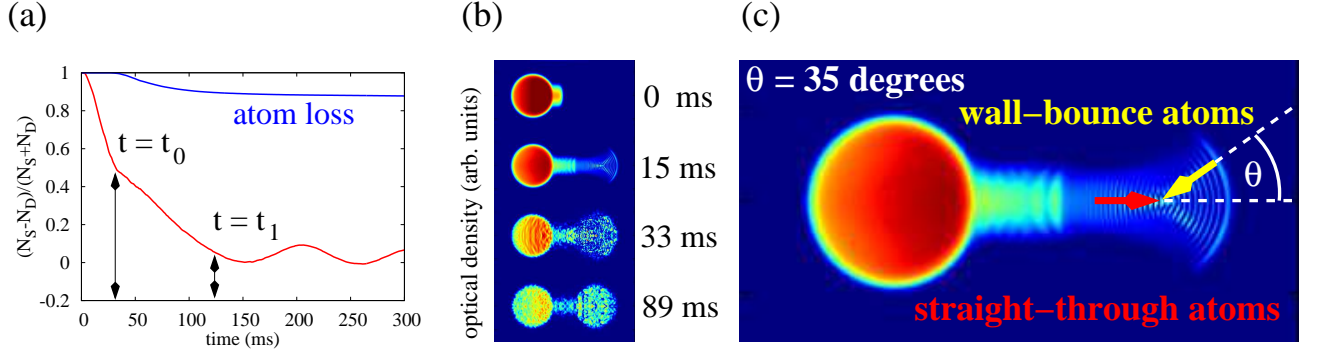 (a)
(N_S-N_D)/(N_S+N_D)
1
0.8
0.6
0.4
0.2
0
-0.2
atom loss
t = t_0
t = t_1
0 50 100 150 200 250 300
time (ms)
(b)
optical density (arb. units)
0 ms
15 ms
33 ms
89 ms
(c)
θ = 35 degrees
wall−bounce atoms
θ
straight−through atoms